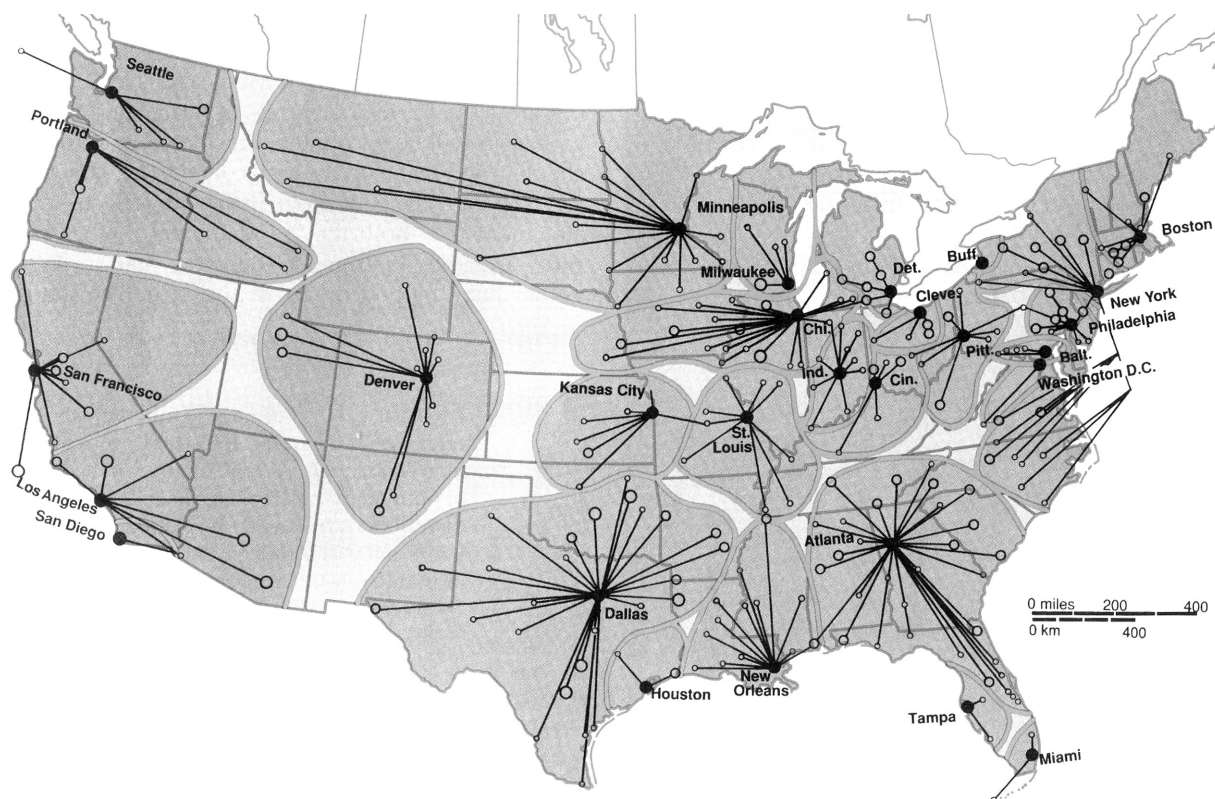 Seattle
Portland
Minneapolis
Milwaukee
Det.
Buff.
Boston
Cleve.
New York
Philadelphia
Chi.
Pitt.
Balt.
Washington D.C.
San Francisco
Denver
Kansas City
Ind.
Cin.
St.
Louis
Los Angeles
San Diego
Atlanta
Dallas
0 miles 200 400
0 km 400
New
Orleans
Houston
Tampa
Miami